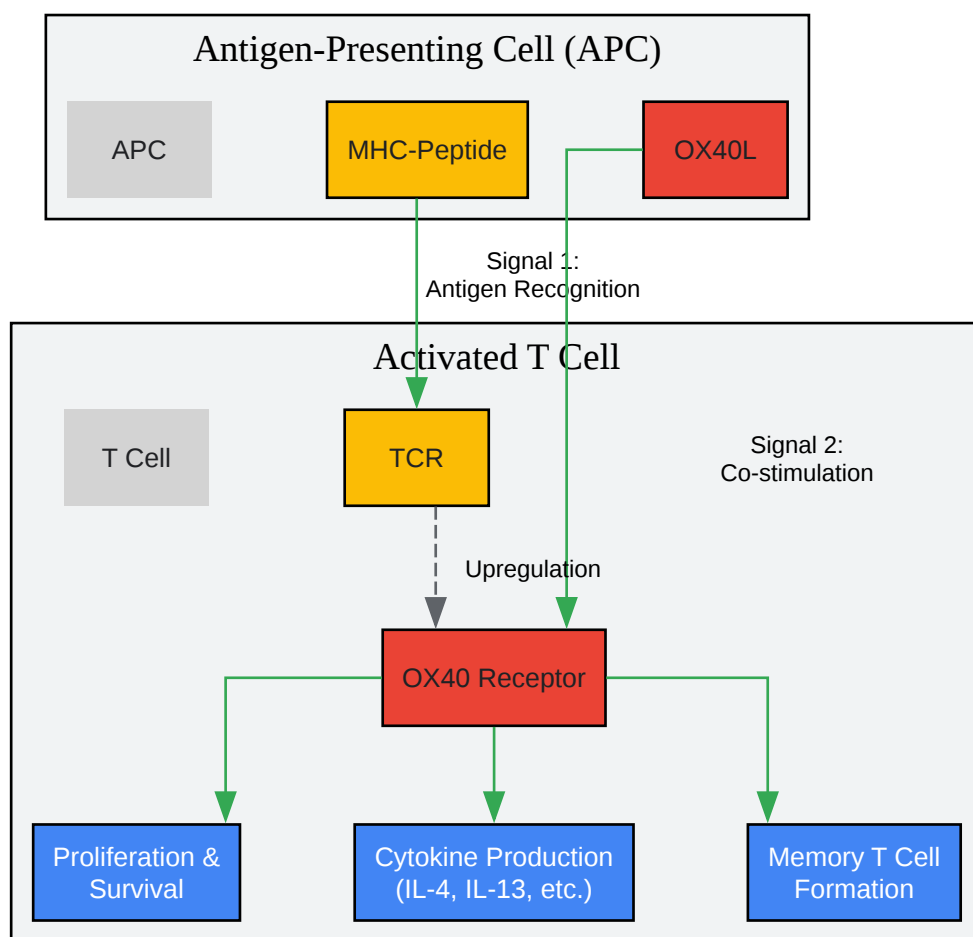 Antigen-Presenting Cell (APC)
APC
MHC-Peptide
OX40L
Signal 1:
Antigen Recognition
Activated T Cell
T Cell
TCR
Signal 2:
Co-stimulation
Upregulation
OX40 Receptor
Proliferation &
Survival
Cytokine Production
(IL-4, IL-13, etc.)
Memory T Cell
Formation